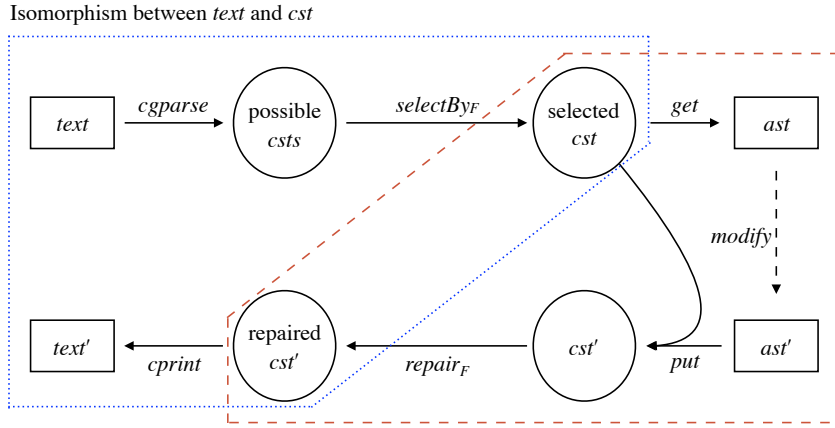 Isomorphism between text and cst
text
cgparse
possible
csts
selectBy_F
selected
cst
get
ast
modify
text′
cprint
repaired
cst′
repair_F
cst′
put
ast′